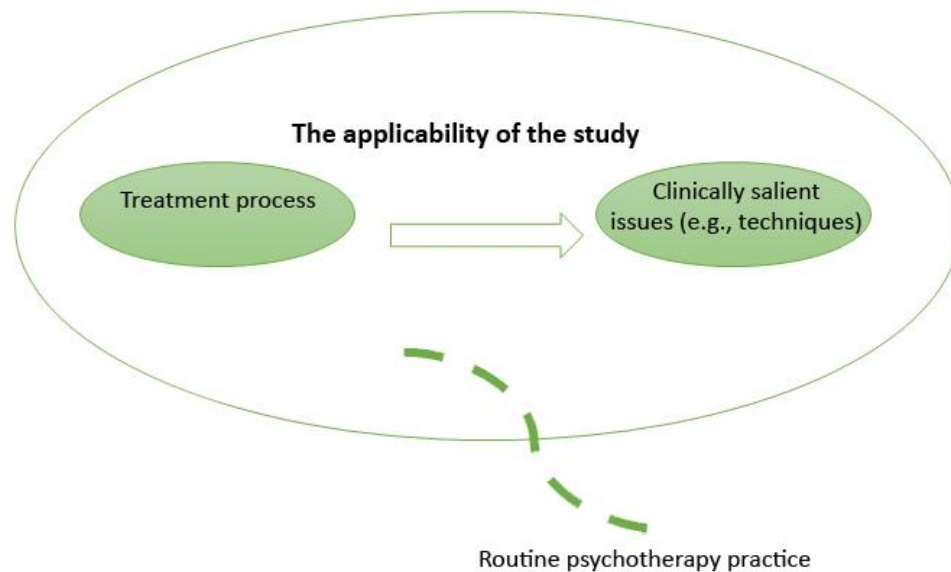 The applicability of the study
Treatment process
Clinically salient
issues (e.g., techniques)
Routine psychotherapy practice